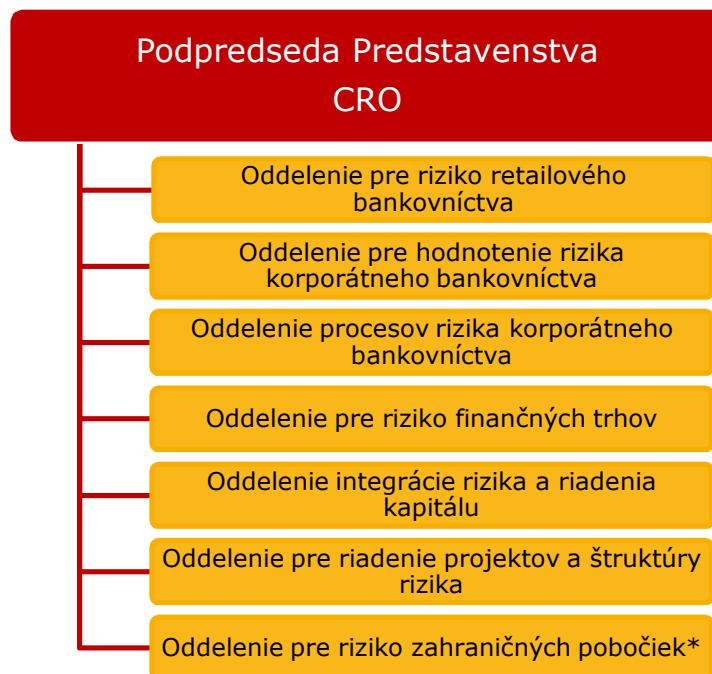 Podpredseda Predstavenstva
CRO
Oddelenie pre riziko retailového
bankovníctva
Oddelenie pre hodnotenie rizika
korporátneho bankovníctva
Oddelenie procesov rizika korporátneho
bankovníctva
Oddelenie pre riziko finančných trhov
Oddelenie integrácie rizika a riadenia
kapitálu
Oddelenie pre riadenie projektov a štruktúry
rizika
Oddelenie pre riziko zahraničných pobočiek*